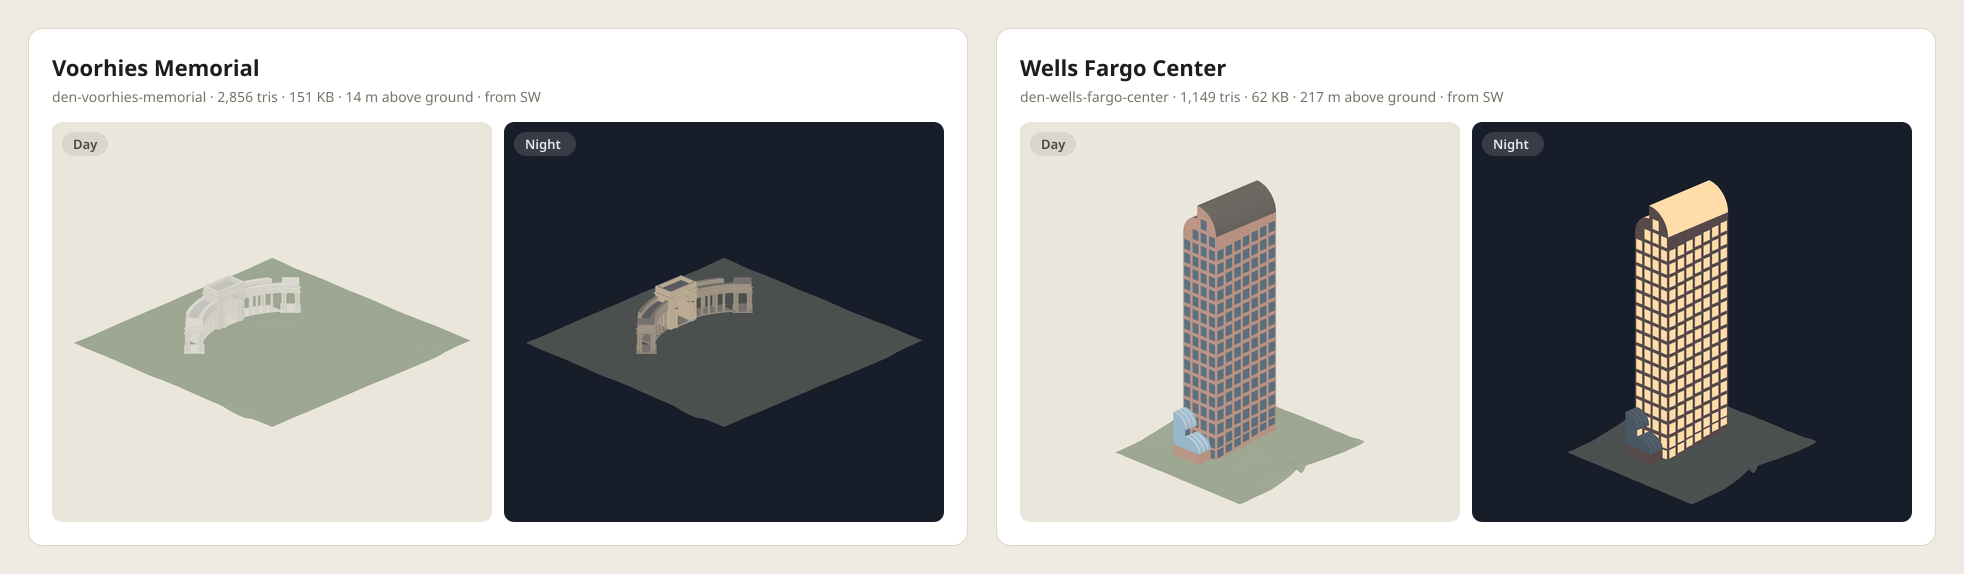 Voorhies Memorial
den-voorhies-memorial · 2,856 tris · 151 KB · 14 m above ground · from SW
Day
Night
Wells Fargo Center
den-wells-fargo-center · 1,149 tris · 62 KB · 217 m above ground · from SW
Day
Night